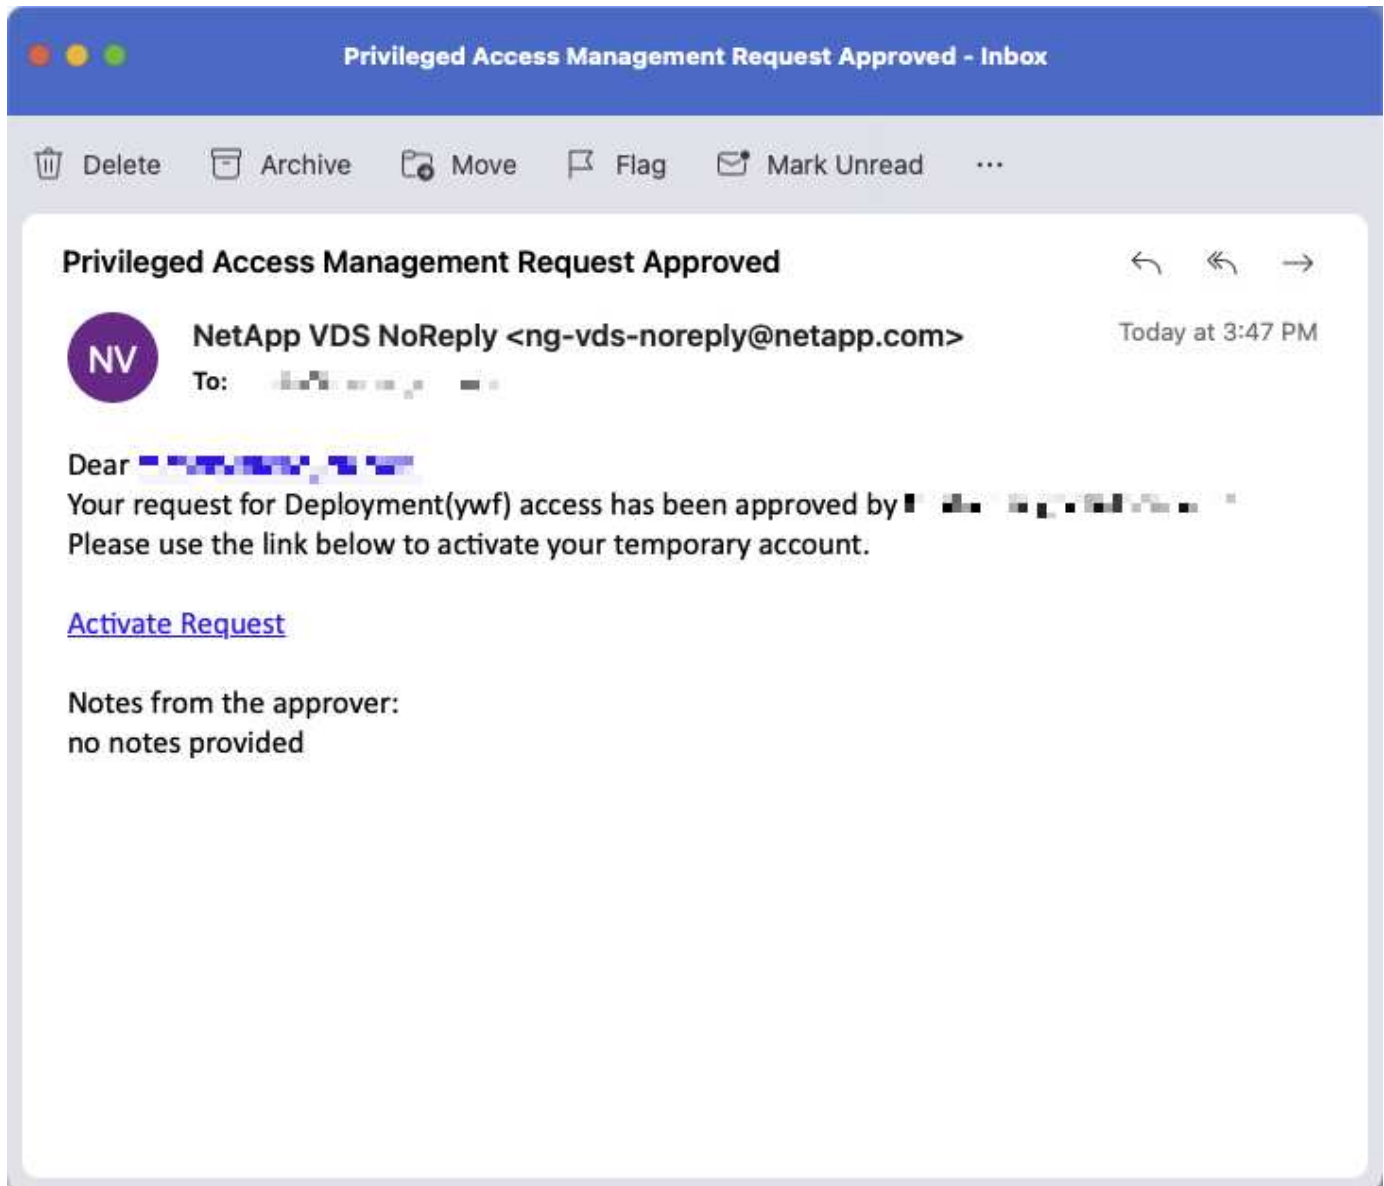 Privileged Access Management Request Approved - Inbox
Delete Archive Move Flag Mark Unread ...
Privileged Access Management Request Approved
NV
NetApp VDS NoReply <ng-vds-noreply@netapp.com>
Today at 3:47 PM
To:
Dear
Your request for Deployment(ywf) access has been approved by
Please use the link below to activate your temporary account.
Activate Request
Notes from the approver:
no notes provided